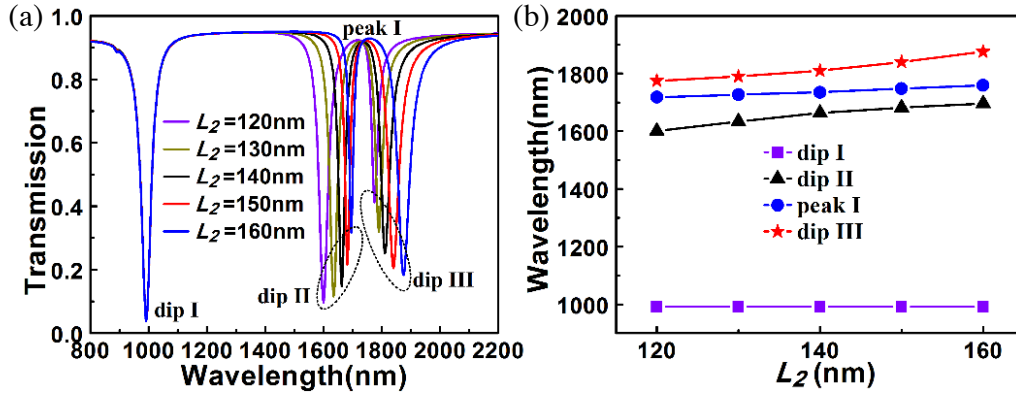 (a)
1.0
0.8
0.6
0.4
0.2
0.0
Transmission
peak I
L2=120nm
L2=130nm
L2=140nm
L2=150nm
L2=160nm
dip I
dip II
dip III
800 1000 1200 1400 1600 1800 2000 2200
Wavelength(nm)
(b)
2000
1800
1600
1400
1200
1000
Wavelength(nm)
dip I
dip II
peak I
dip III
120 140 160
L2 (nm)